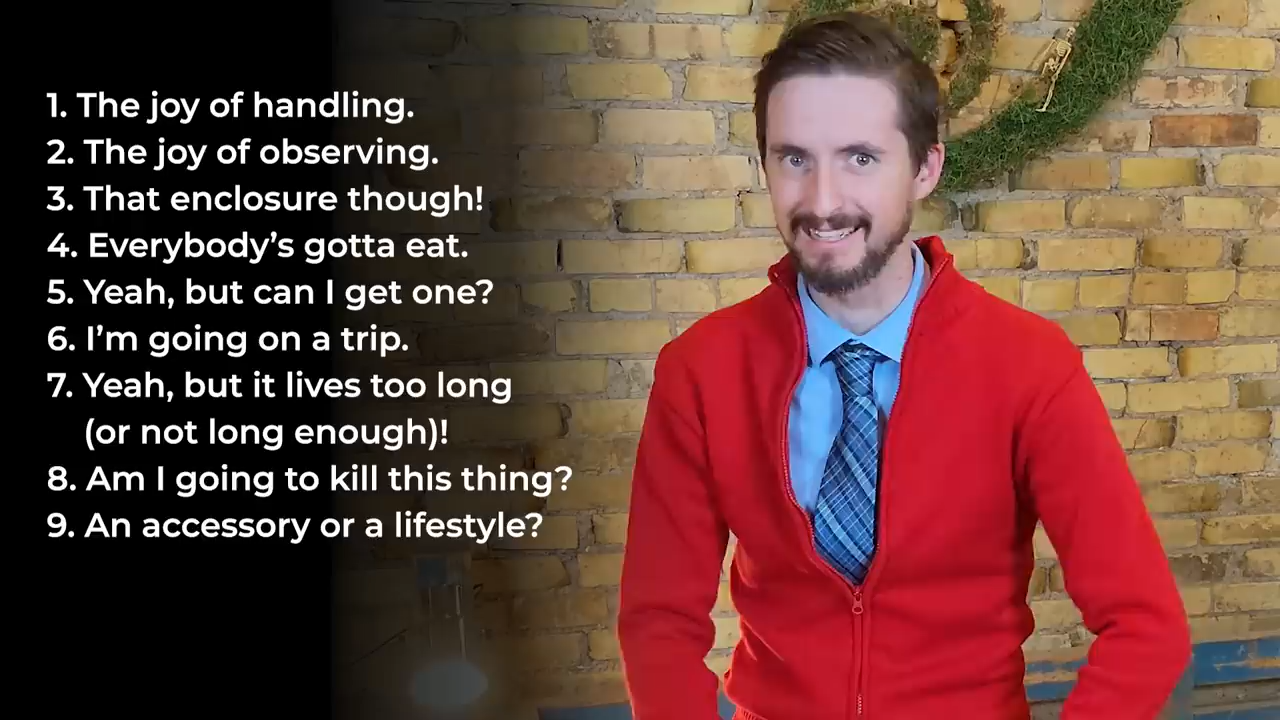 1. The joy of handling.
2. The joy of observing.
3. That enclosure though!
4. Everybody’s gotta eat.
5. Yeah, but can I get one?
6. I’m going on a trip.
7. Yeah, but it lives too long
(or not long enough)!
8. Am I going to kill this thing?
9. An accessory or a lifestyle?